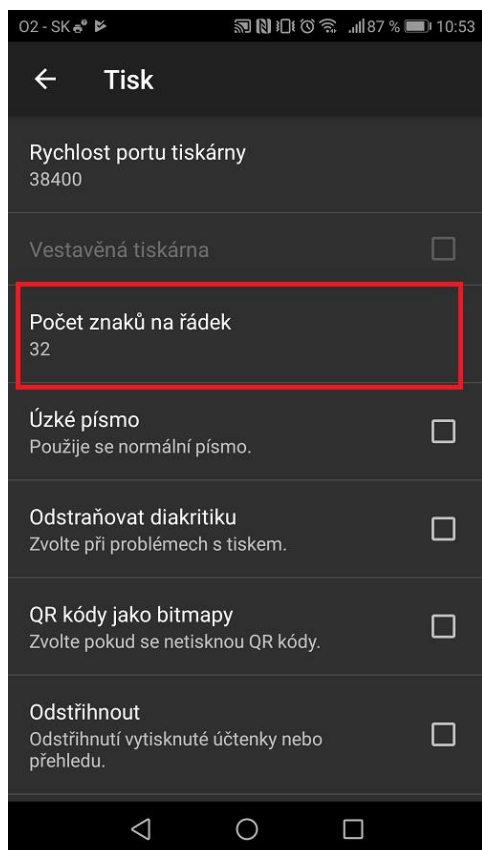 O2 - SK 87 % 10:53
Tisk
Rychlost portu tiskárny
38400
Vestavěná tiskárna
Počet znaků na řádek
32
Úzké písmo
Použije se normální písmo.
Odstraňovat diakritiku
Zvolte při problémech s tiskem.
QR kódy jako bitmapy
Zvolte pokud se netisknou QR kódy.
Odstřihnout
Odstřihnutí vytisknuté účtenky nebo
přehledu.